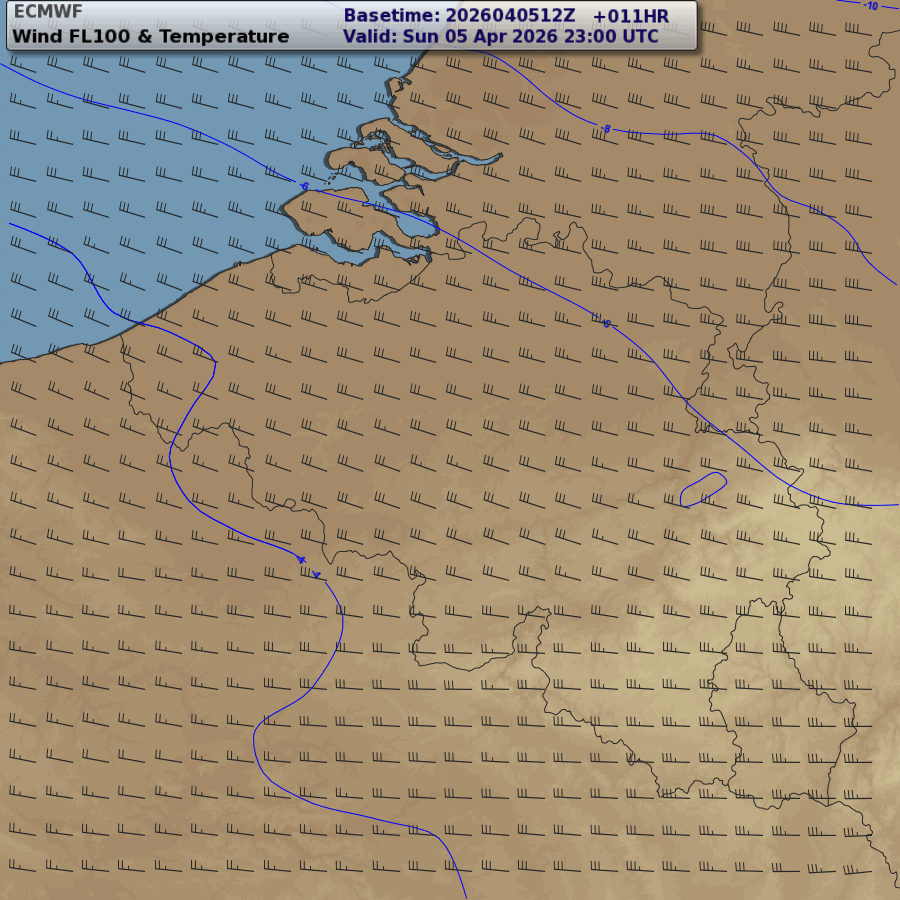 ECMWF
Wind FL100 & Temperature
Basetime: 2026040512Z +011HR
Valid: Sun 05 Apr 2026 23:00 UTC
-10
-8
-6
-6
-4
-4